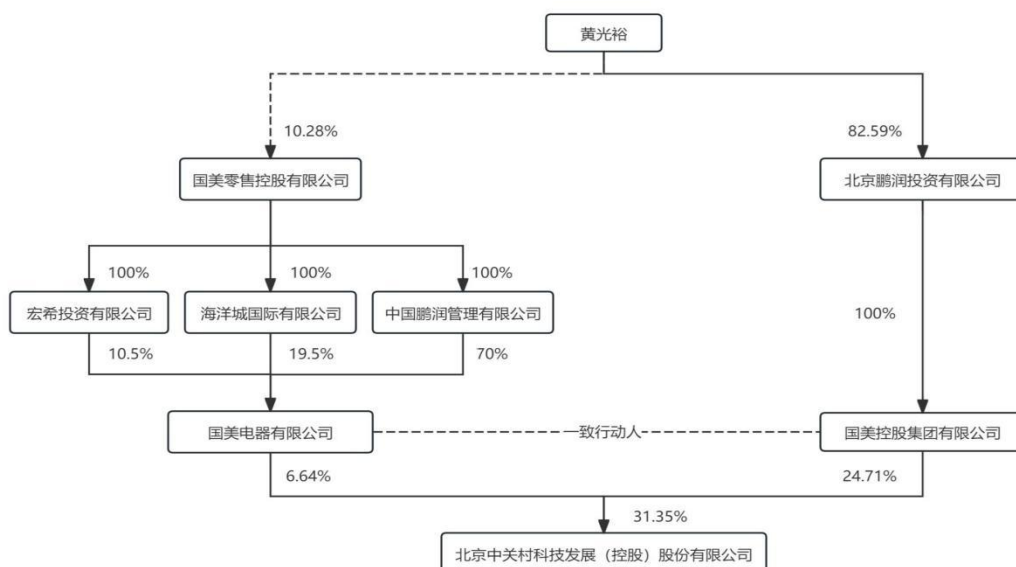 黄光裕
10.28%
82.59%
国美零售控股有限公司
北京鹏润投资有限公司
100%
100%
100%
宏希投资有限公司
海洋城国际有限公司
中国鹏润管理有限公司
100%
10.5%
19.5%
70%
国美电器有限公司
一致行动人
国美控股集团有限公司
6.64%
24.71%
31.35%
北京中关村科技发展（控股）股份有限公司